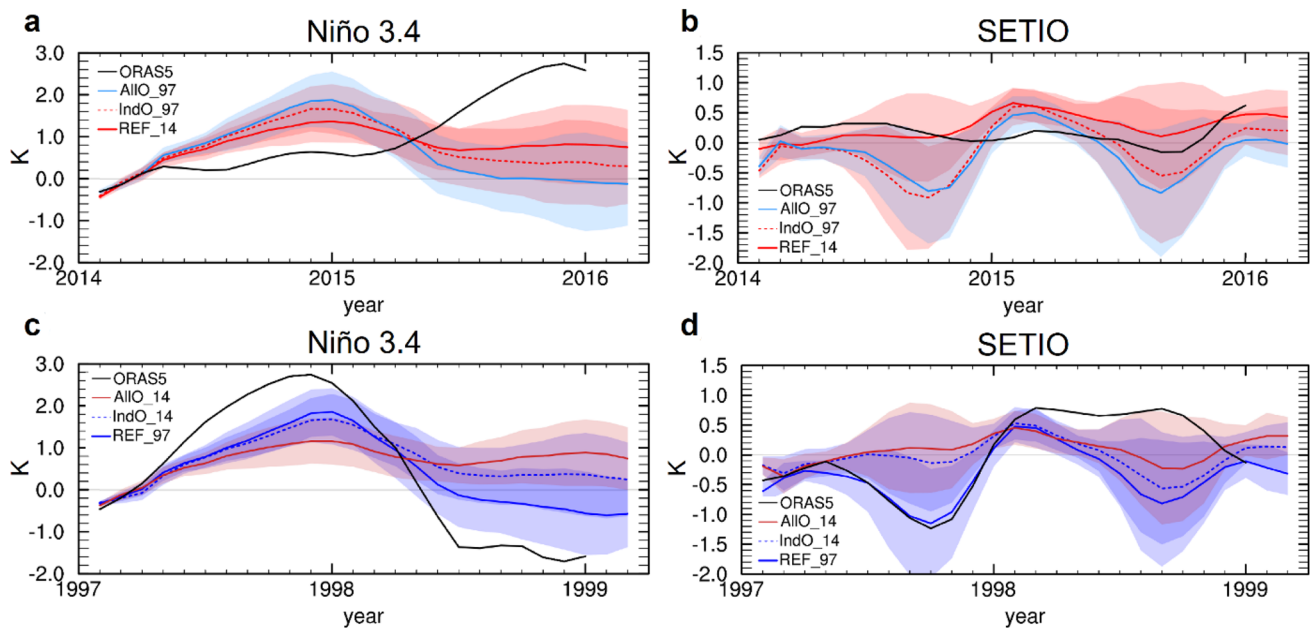 a
Niño 3.4
3.0
2.0
1.0
0.0
-1.0
-2.0
K
ORAS5
AllO_97
IndO_97
REF_14
2014
2015
2016
year
b
SETIO
1.5
1.0
0.5
0.0
-0.5
-1.0
-1.5
-2.0
K
ORAS5
AllO_97
IndO_97
REF_14
2014
2015
2016
year
c
Niño 3.4
3.0
2.0
1.0
0.0
-1.0
-2.0
K
ORAS5
AllO_14
IndO_14
REF_97
1997
1998
1999
year
d
SETIO
1.5
1.0
0.5
0.0
-0.5
-1.0
-1.5
-2.0
K
ORAS5
AllO_14
IndO_14
REF_97
1997
1998
1999
year